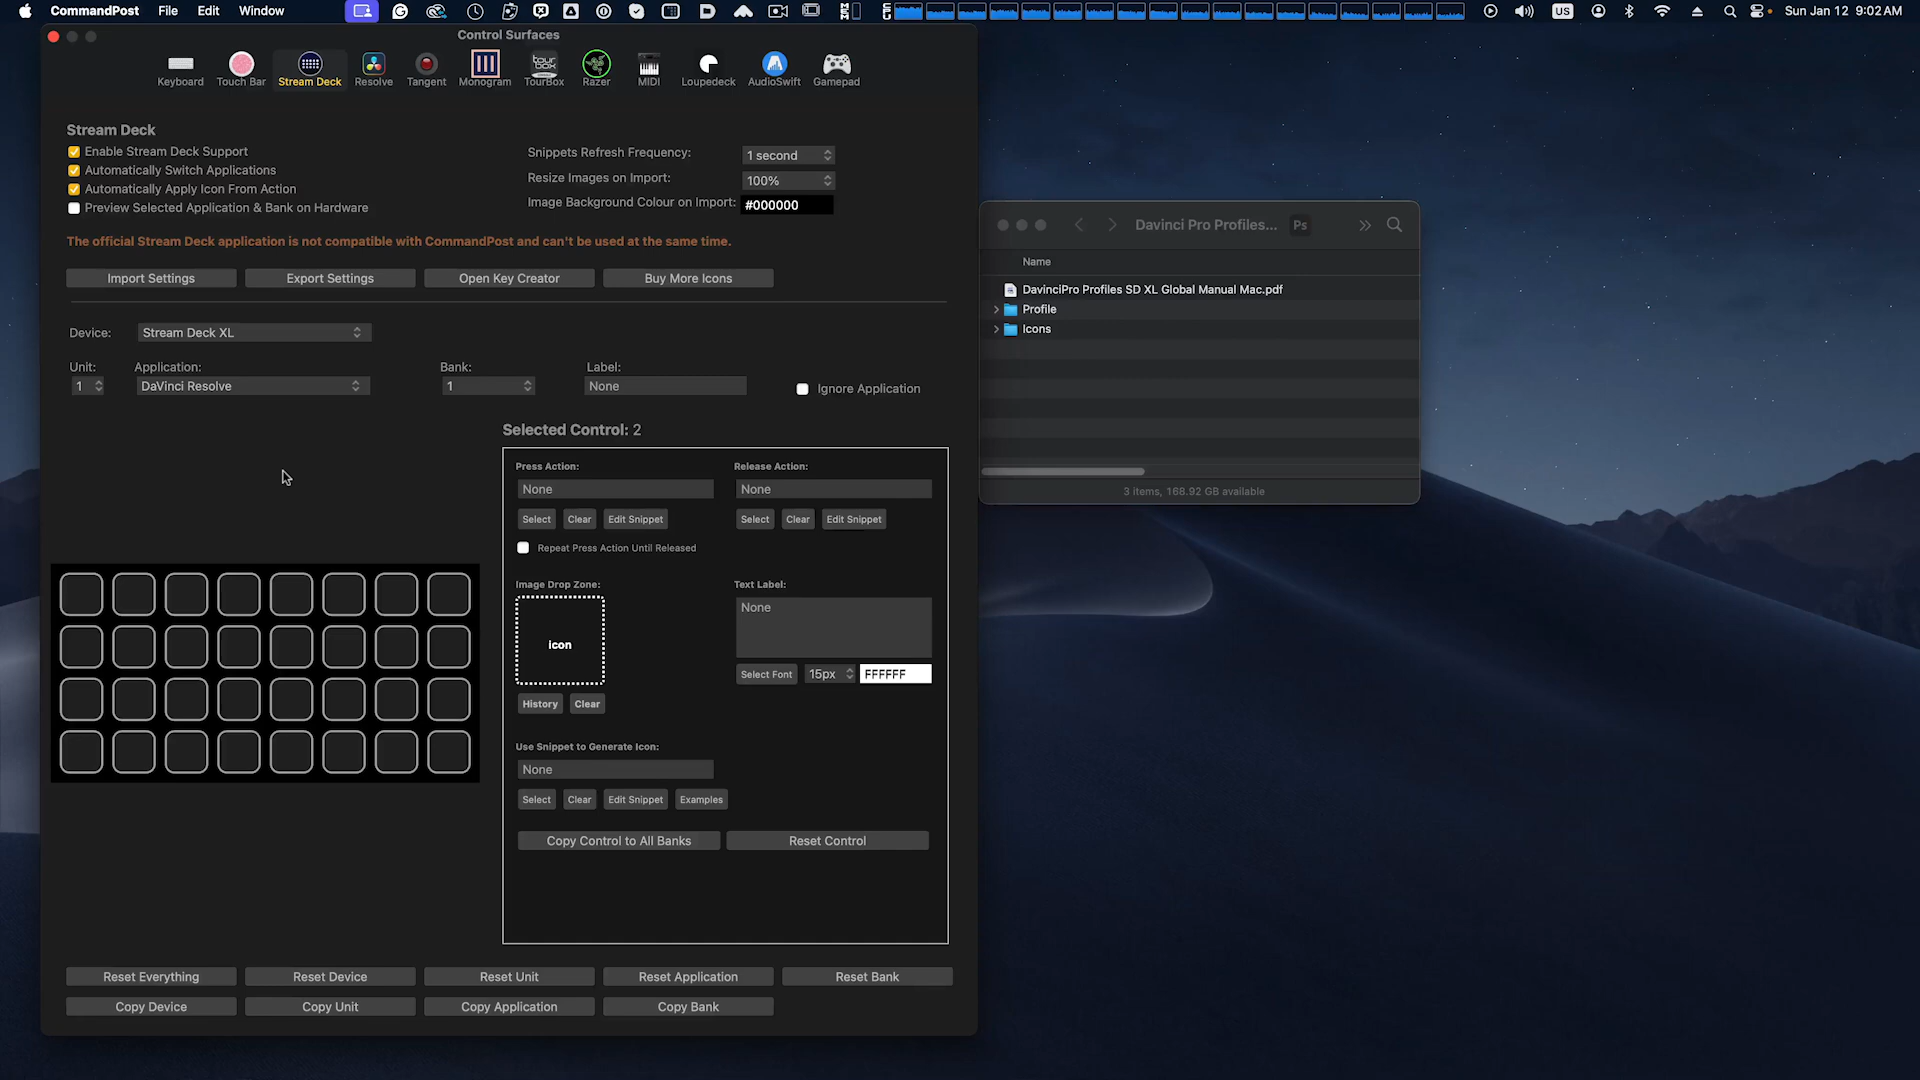 CommandPost File Edit Window
US
Sun Jan 12 9:02 AM
Control Surfaces
Keyboard Touch Bar Stream Deck Resolve Tangent Monogram TourBox Razer MIDI Loupedeck AudioSwift Gamepad
Stream Deck
Enable Stream Deck Support
Automatically Switch Applications
Automatically Apply Icon From Action
Preview Selected Application & Bank on Hardware
Snippets Refresh Frequency: 1 second
Resize Images on Import: 100%
Image Background Colour on Import: #000000
The official Stream Deck application is not compatible with CommandPost and can't be used at the same time.
Import Settings Export Settings Open Key Creator Buy More Icons
Device: Stream Deck XL
Unit: Application: Bank: Label:
1 DaVinci Resolve 1 None Ignore Application
Selected Control: 2
Press Action: Release Action:
None None
Select Clear Edit Snippet Select Clear Edit Snippet
Repeat Press Action Until Released
Image Drop Zone: Text Label:
icon
None
Select Font 15px FFFFFF
History Clear
Use Snippet to Generate Icon:
None
Select Clear Edit Snippet Examples
Copy Control to All Banks Reset Control
Reset Everything Reset Device Reset Unit Reset Application Reset Bank
Copy Device Copy Unit Copy Application Copy Bank
Davinci Pro Profiles... Ps
Name
DavinciPro Profiles SD XL Global Manual Mac.pdf
Profile
Icons
3 items, 168.92 GB available